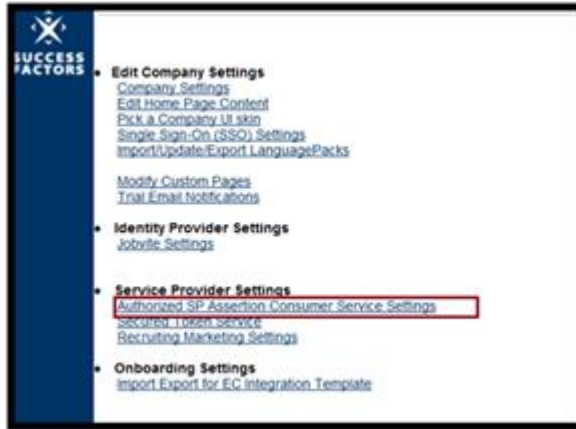 SUCCESS
FACTORS
Edit Company Settings
Company Settings
Edit Home Page Content
Pick a Company UI skin
Single Sign-On (SSO) Settings
Import/Update/Export LanguagePacks
Modify Custom Pages
Trial Email Notifications
Identity Provider Settings
Jobvite Settings
Service Provider Settings
Authorized SP Assertion Consumer Service Settings
Secured Token Service
Recruiting Marketing Settings
Onboarding Settings
Import Export for EC Integration Template